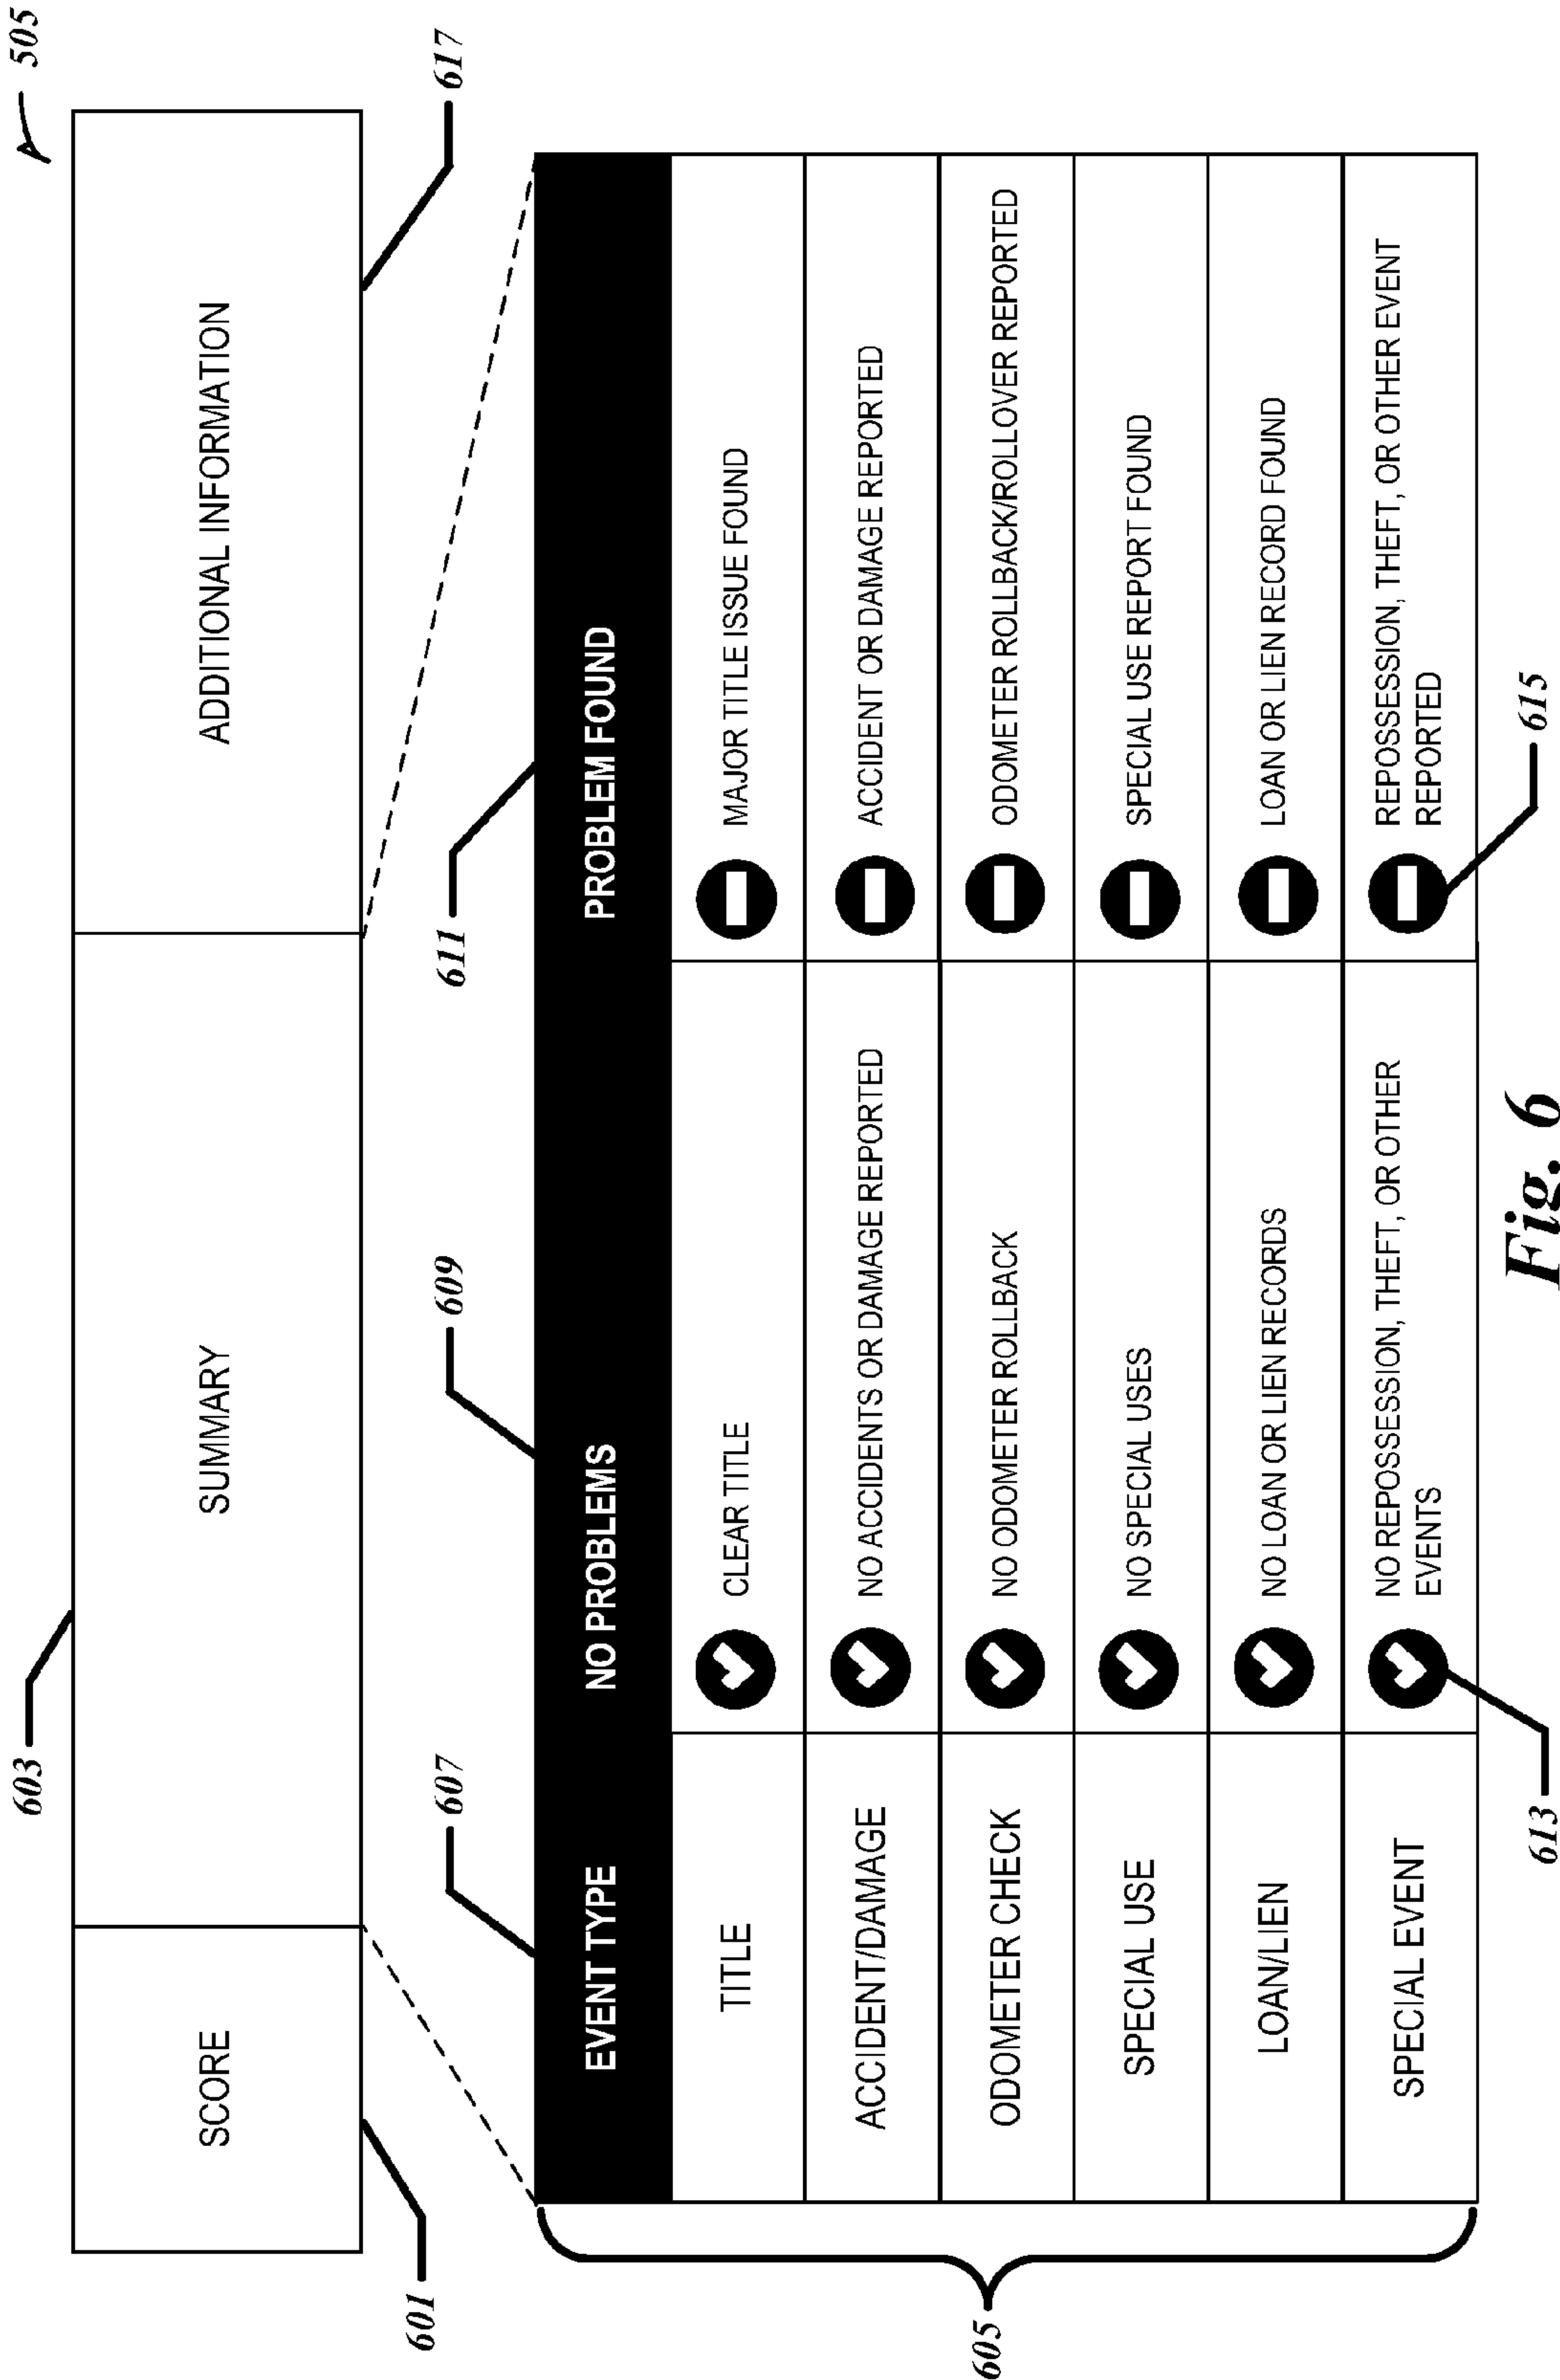 505
603
SCORE
SUMMARY
ADDITIONAL INFORMATION
601
607
609
611
617
EVENT TYPE
NO PROBLEMS
PROBLEM FOUND
TITLE
CLEAR TITLE
MAJOR TITLE ISSUE FOUND
ACCIDENT/DAMAGE
NO ACCIDENTS OR DAMAGE REPORTED
ACCIDENT OR DAMAGE REPORTED
605
ODOMETER CHECK
NO ODOMETER ROLLBACK
ODOMETER ROLLBACK/ROLLOVER REPORTED
SPECIAL USE
NO SPECIAL USES
SPECIAL USE REPORT FOUND
LOAN/LIEN
NO LOAN OR LIEN RECORDS
LOAN OR LIEN RECORD FOUND
SPECIAL EVENT
NO REPOSSESSION, THEFT, OR OTHER
EVENTS
REPOSSESSION, THEFT, OR OTHER EVENT
REPORTED
613
615
Fig. 6